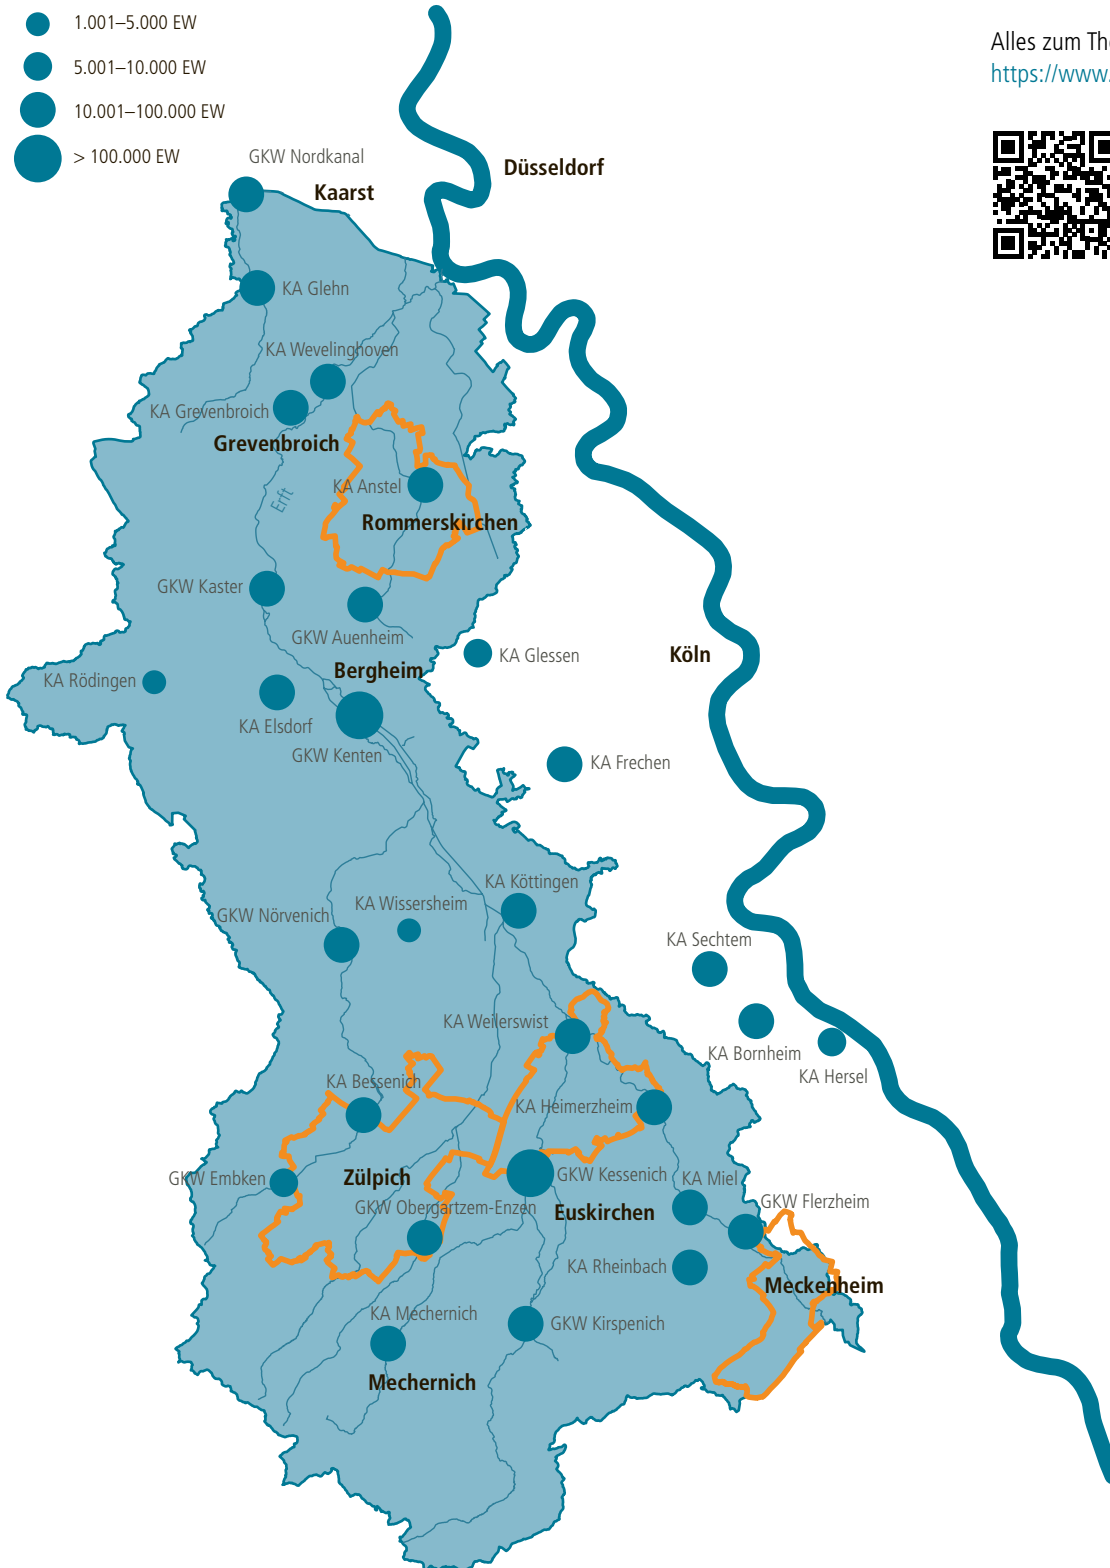 1.001–5.000 EW
5.001–10.000 EW
10.001–100.000 EW
> 100.000 EW
Alles zum The
https://www.
GKW Nordkanal
Düsseldorf
Kaarst
KA Glehn
KA Wevelinghoven
KA Grevenbroich
Grevenbroich
KA Anstel
Erft
Rommerskirchen
GKW Kaster
GKW Auenheim
KA Glessen
Köln
Bergheim
KA Rödingen
KA Elsdorf
GKW Kenten
KA Frechen
KA Köttingen
KA Wissersheim
GKW Nörvenich
KA Sechtem
KA Weilerswist
KA Bornheim
KA Hersel
KA Bessenich
KA Heimerzheim
GKW Embken
Zülpich
GKW Kessenich
KA Miel
GKW Obergartzem-Enzen
Euskirchen
GKW Flerzheim
KA Rheinbach
Meckenheim
KA Mechernich
GKW Kirspenich
Mechernich